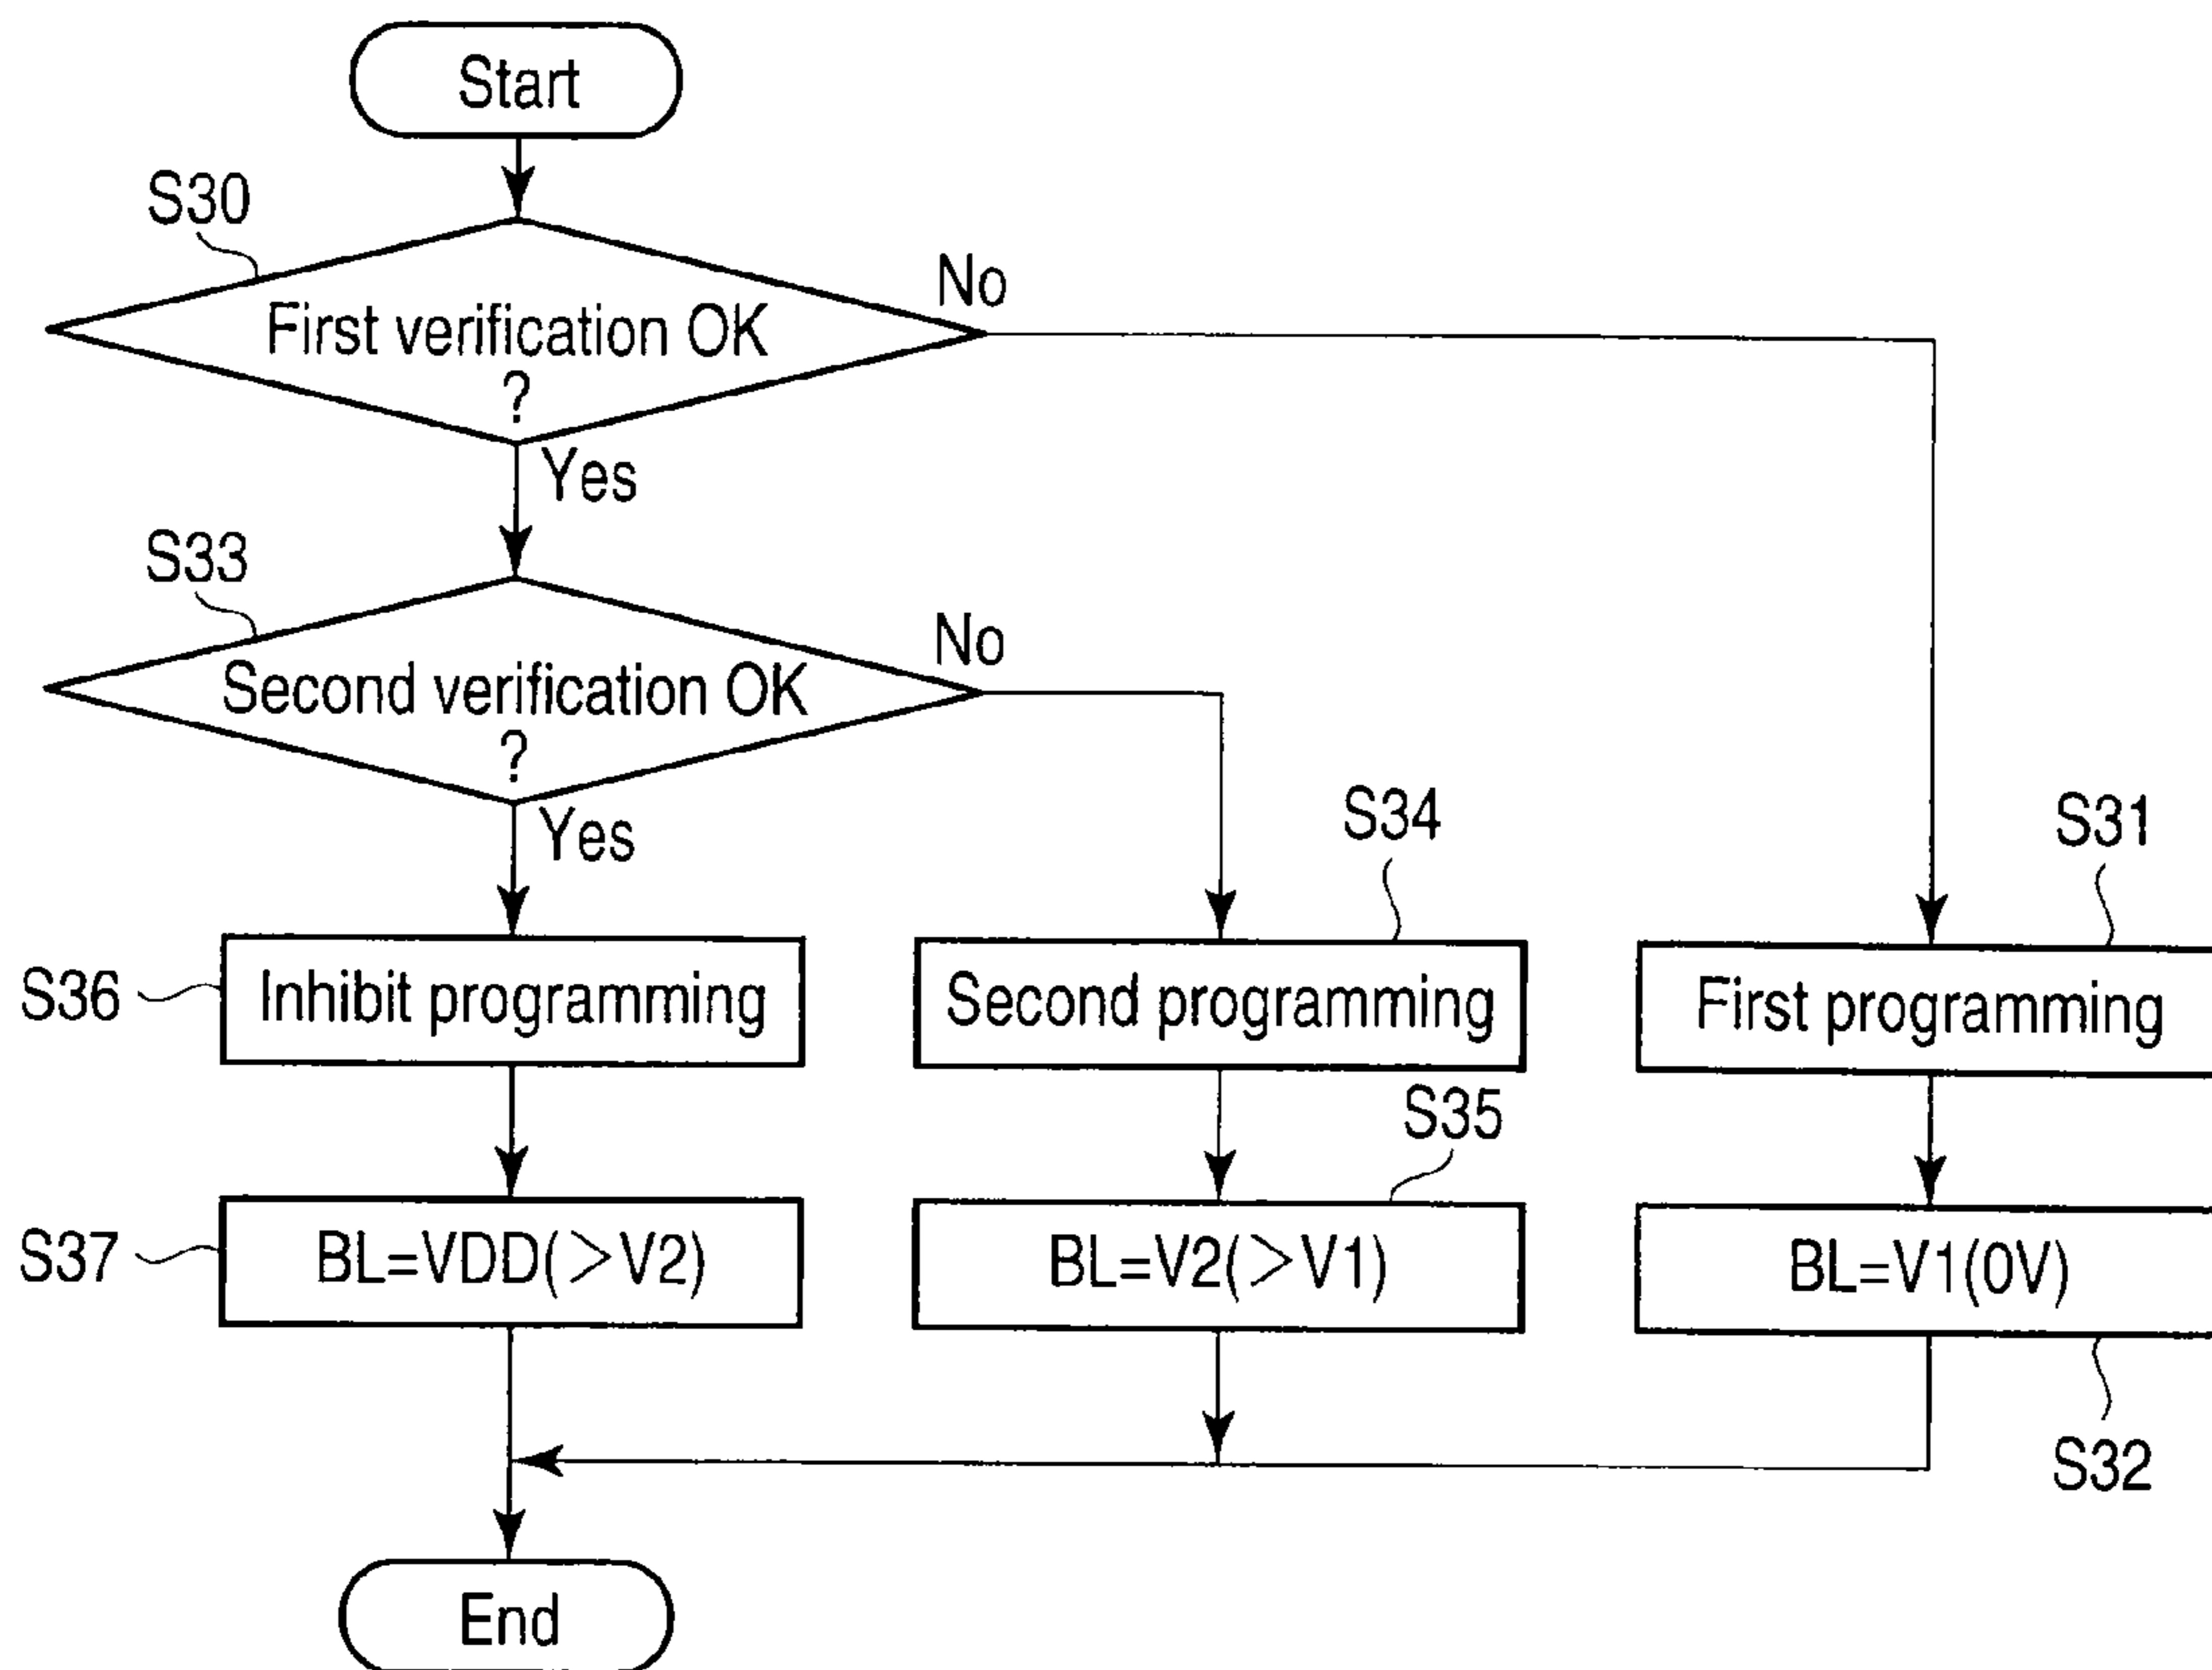 Start
S30
First verification OK
?
No
Yes
S33
Second verification OK
?
No
Yes
S34
S31
S36
Inhibit programming
Second programming
First programming
S35
S37
BL=VDD(>V2)
BL=V2(>V1)
BL=V1(0V)
S32
End